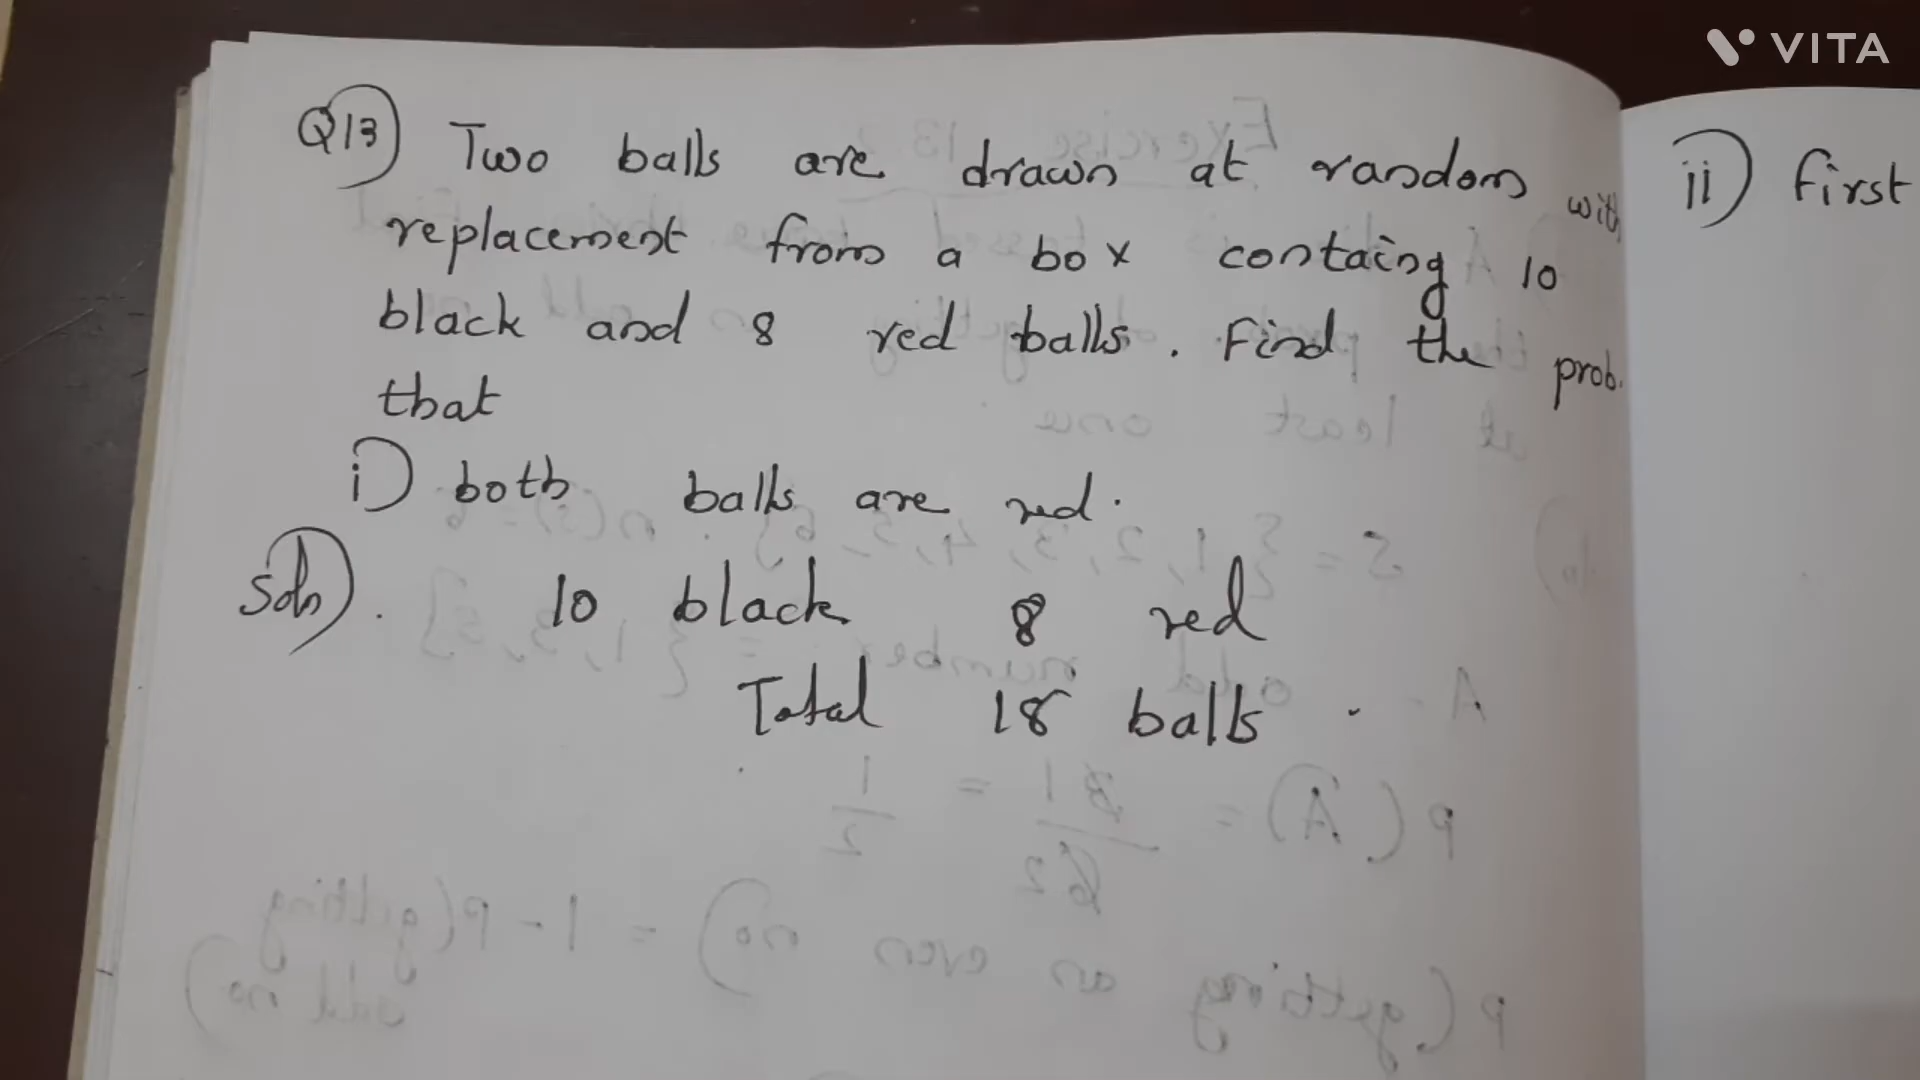 VITA
Q13) Two balls are drawn at random with
replacement from a box containg 10
black and 8 red balls. Find the prob.
that
i) both balls are red.
Soln). 10 black 8 red
Total 18 balls.
ii) first